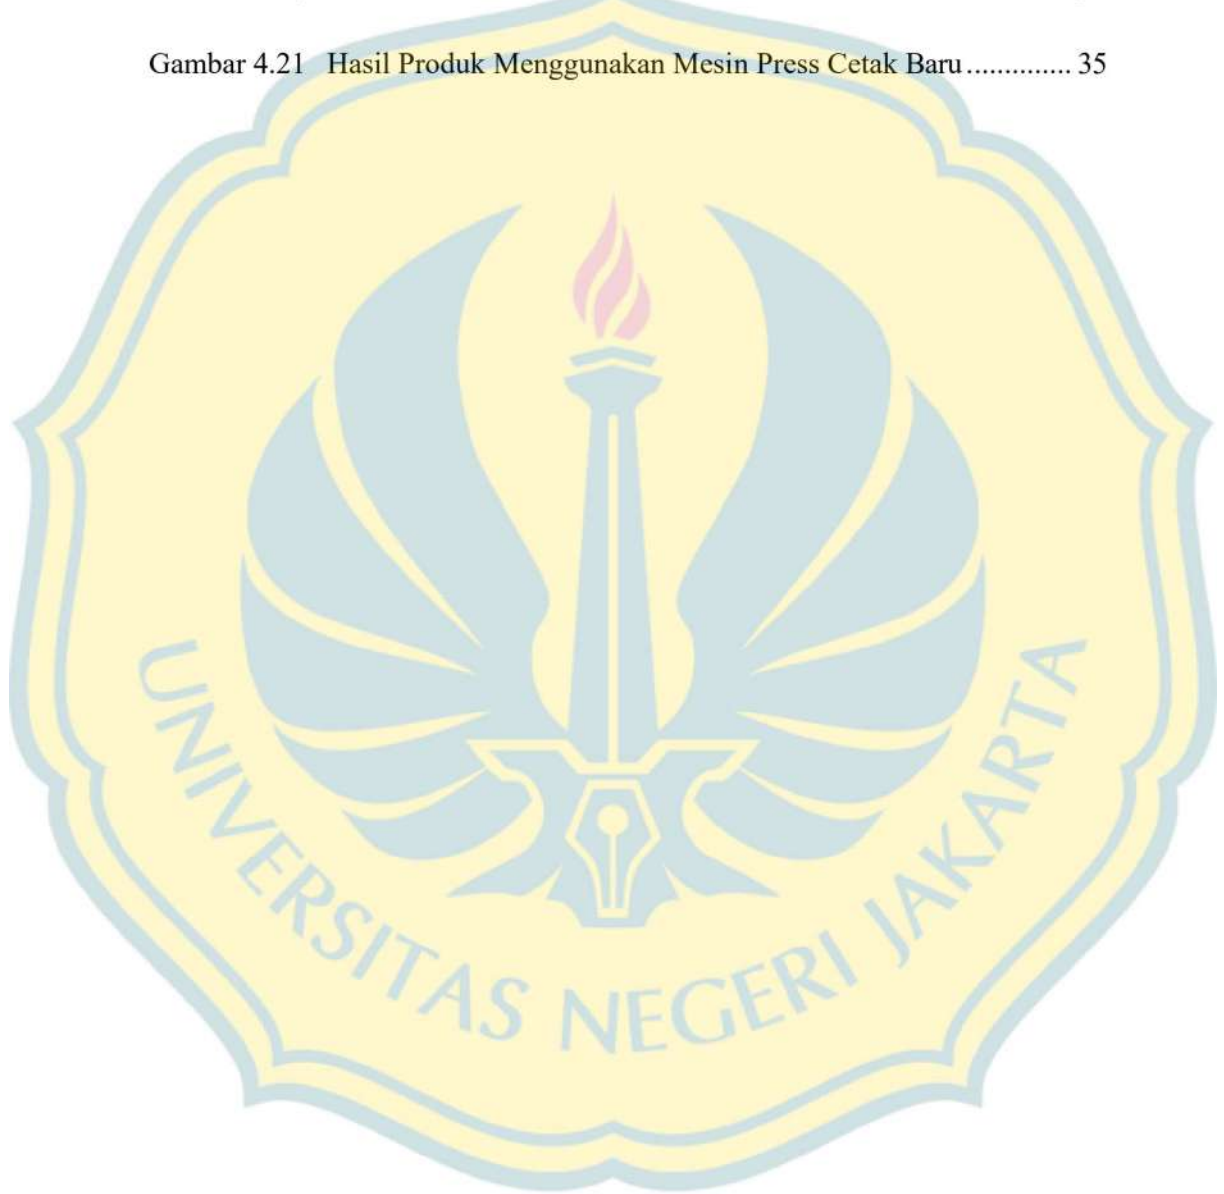 Gambar 4.21 Hasil Produk Menggunakan Mesin Press Cetak Baru .............. 35
UNIVERSITAS NEGERI JAKARTA